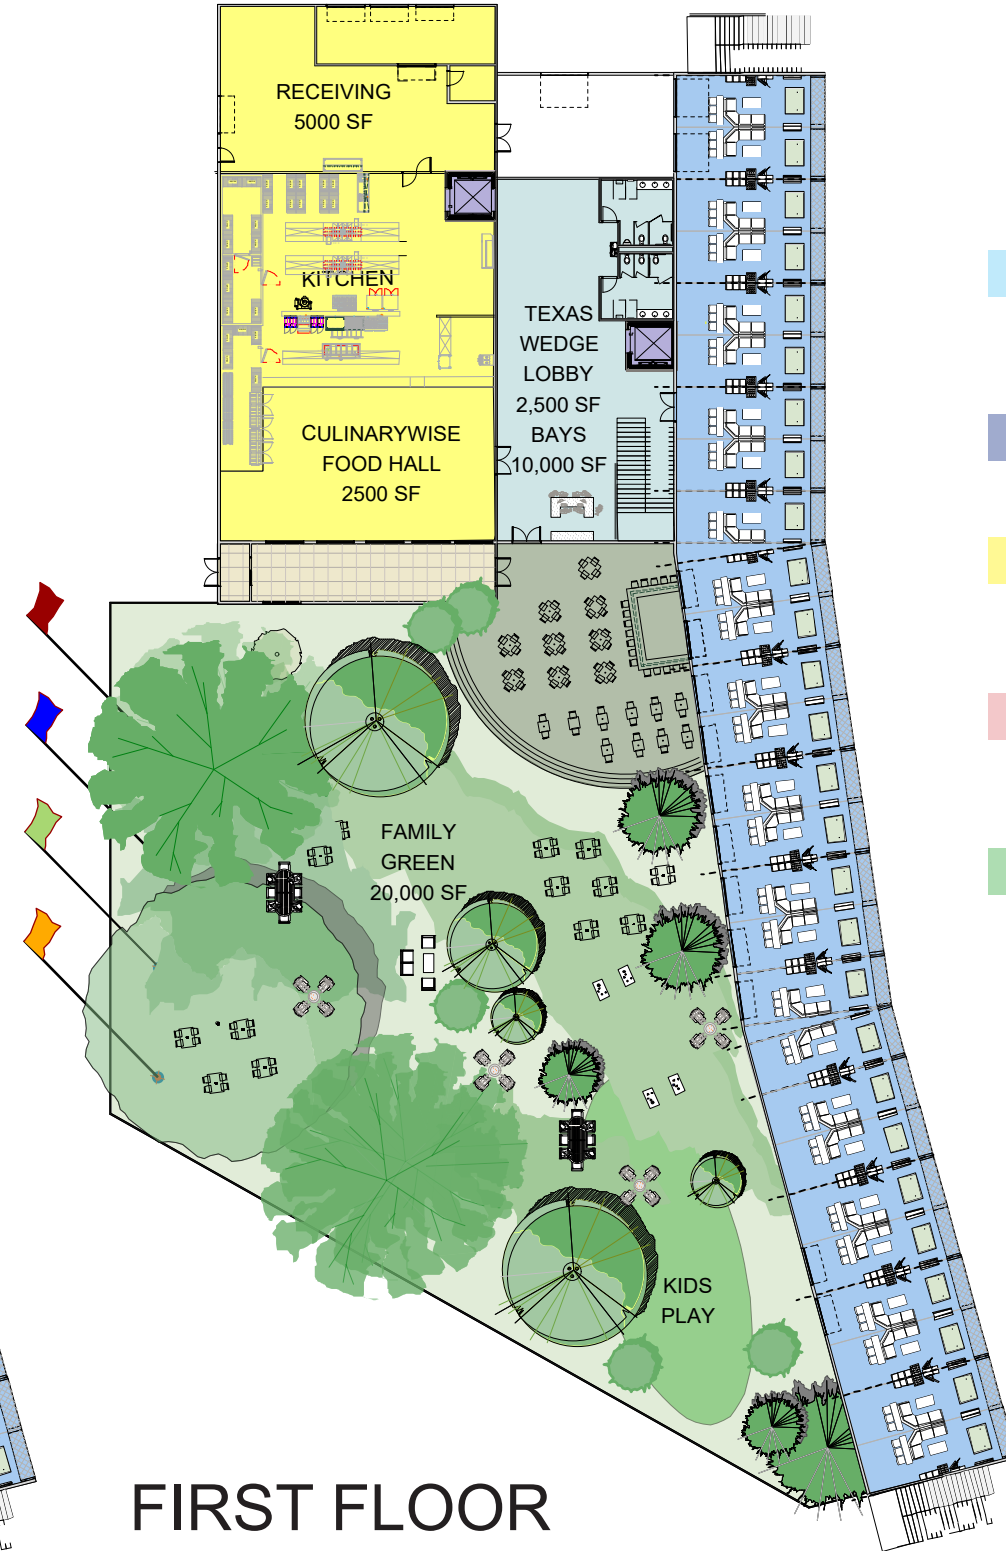 RECEIVING
5000 SF
KITCHEN
TEXAS
WEDGE
LOBBY
2,500 SF
BAYS
10,000 SF
CULINARYWISE
FOOD HALL
2500 SF
FAMILY
GREEN
20,000 SF
KIDS
PLAY
FIRST FLOOR